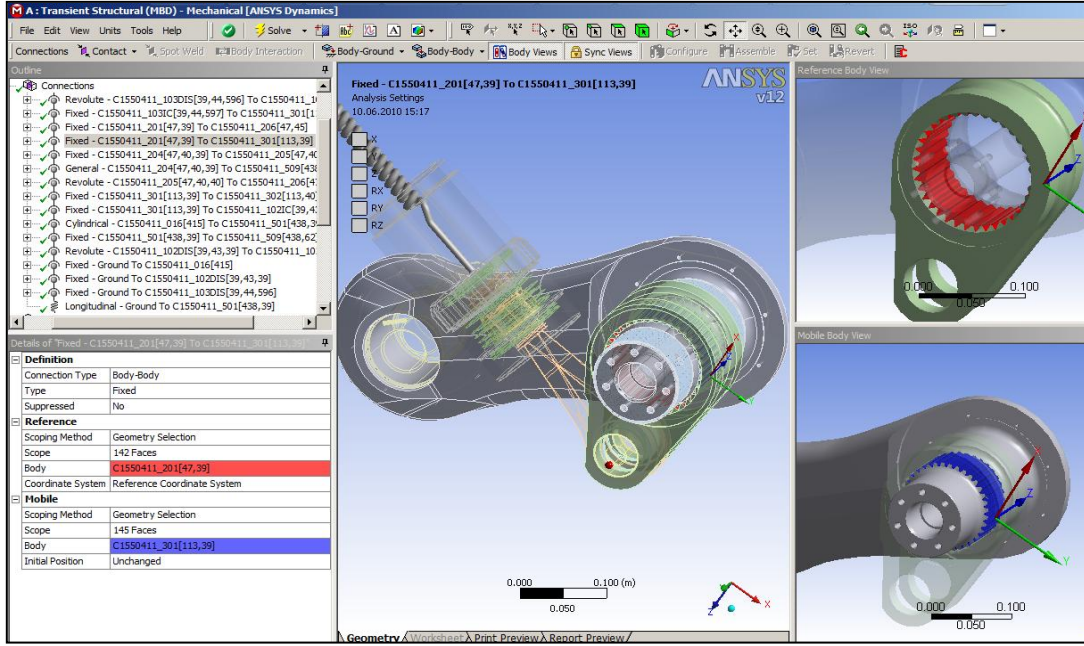 A : Transient Structural (MBD) - Mechanical [ANSYS Dynamics]
File Edit View Units Tools Help Solve
Connections Contact Spot Weld Body Interaction Body-Ground Body-Body Body Views Sync Views Configure Assemble Set Revert
Outline
Connections
Revolute - C1550411_103DIS[39,44,596] To C1550411_1
Fixed - C1550411_103IC[39,44,597] To C1550411_301[1
Fixed - C1550411_201[47,39] To C1550411_206[47,45]
Fixed - C1550411_201[47,39] To C1550411_301[113,39]
Fixed - C1550411_204[47,40,39] To C1550411_205[47,40
General - C1550411_204[47,40,39] To C1550411_509[438
Revolute - C1550411_205[47,40,40] To C1550411_206[4
Fixed - C1550411_301[113,39] To C1550411_302[113,40]
Fixed - C1550411_301[113,39] To C1550411_102IC[39,4
Cylindrical - C1550411_016[415] To C1550411_501[438,3
Fixed - C1550411_501[438,39] To C1550411_509[438,62]
Revolute - C1550411_102DIS[39,43,39] To C1550411_10
Fixed - Ground To C1550411_016[415]
Fixed - Ground To C1550411_102DIS[39,43,39]
Fixed - Ground To C1550411_103DIS[39,44,596]
Longitudinal - Ground To C1550411_501[438,39]
Details of "Fixed - C1550411_201[47,39] To C1550411_301[113,39]"
Definition
Connection Type Body-Body
Type Fixed
Suppressed No
Reference
Scoping Method Geometry Selection
Scope 142 Faces
Body C1550411_201[47,39]
Coordinate System Reference Coordinate System
Mobile
Scoping Method Geometry Selection
Scope 145 Faces
Body C1550411_301[113,39]
Initial Position Unchanged
Fixed - C1550411_201[47,39] To C1550411_301[113,39]
Analysis Settings
10.06.2010 15:17
X
Z
RX
RY
RZ
ANSYS
v12
X
Z
Y
0.000 0.100 (m)
0.050
Y
X
Z
Geometry Worksheet Print Preview Report Preview
Reference Body View
Z
0.000 0.100
0.050
Mobile Body View
X
Z
Y
0.000 0.100
0.050